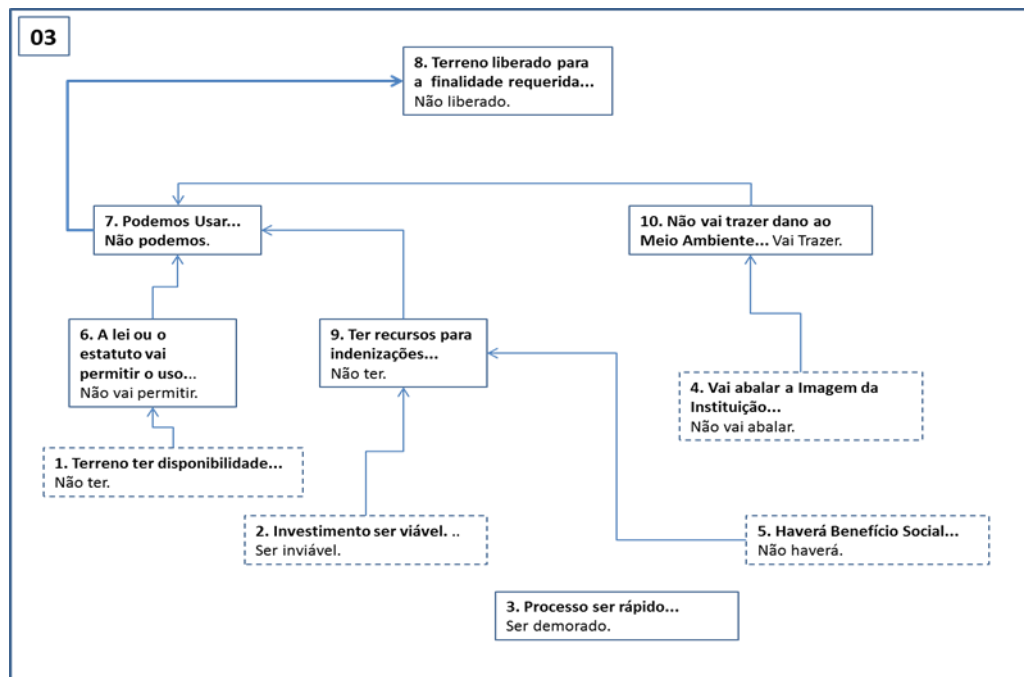 03
8. Terreno liberado para
a finalidade requerida...
Não liberado.
7. Podemos Usar...
Não podemos.
10. Não vai trazer dano ao
Meio Ambiente... Vai Trazer.
6. A lei ou o
estatuto vai
permitir o uso...
Não vai permitir.
9. Ter recursos para
indenizações...
Não ter.
4. Vai abalar a Imagem da
Instituição...
Não vai abalar.
1. Terreno ter disponibilidade...
Não ter.
2. Investimento ser viável. ..
Ser inviável.
5. Haverá Benefício Social...
Não haverá.
3. Processo ser rápido...
Ser demorado.